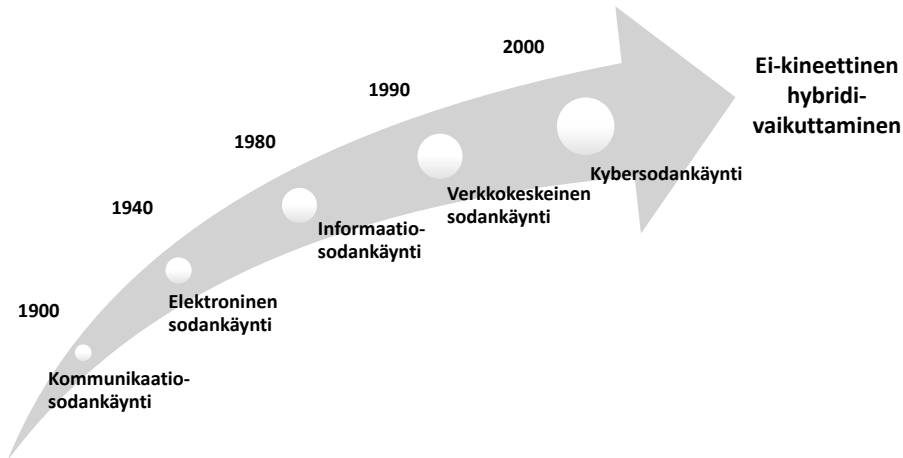 1900
Kommunikaatio-
sodankäynti
1940
Elektroninen
sodankäynti
1980
Informaatio-
sodankäynti
1990
Verkkokeskeinen
sodankäynti
2000
Kybersodankäynti
Ei-kineettinen
hybridi-
vaikuttaminen